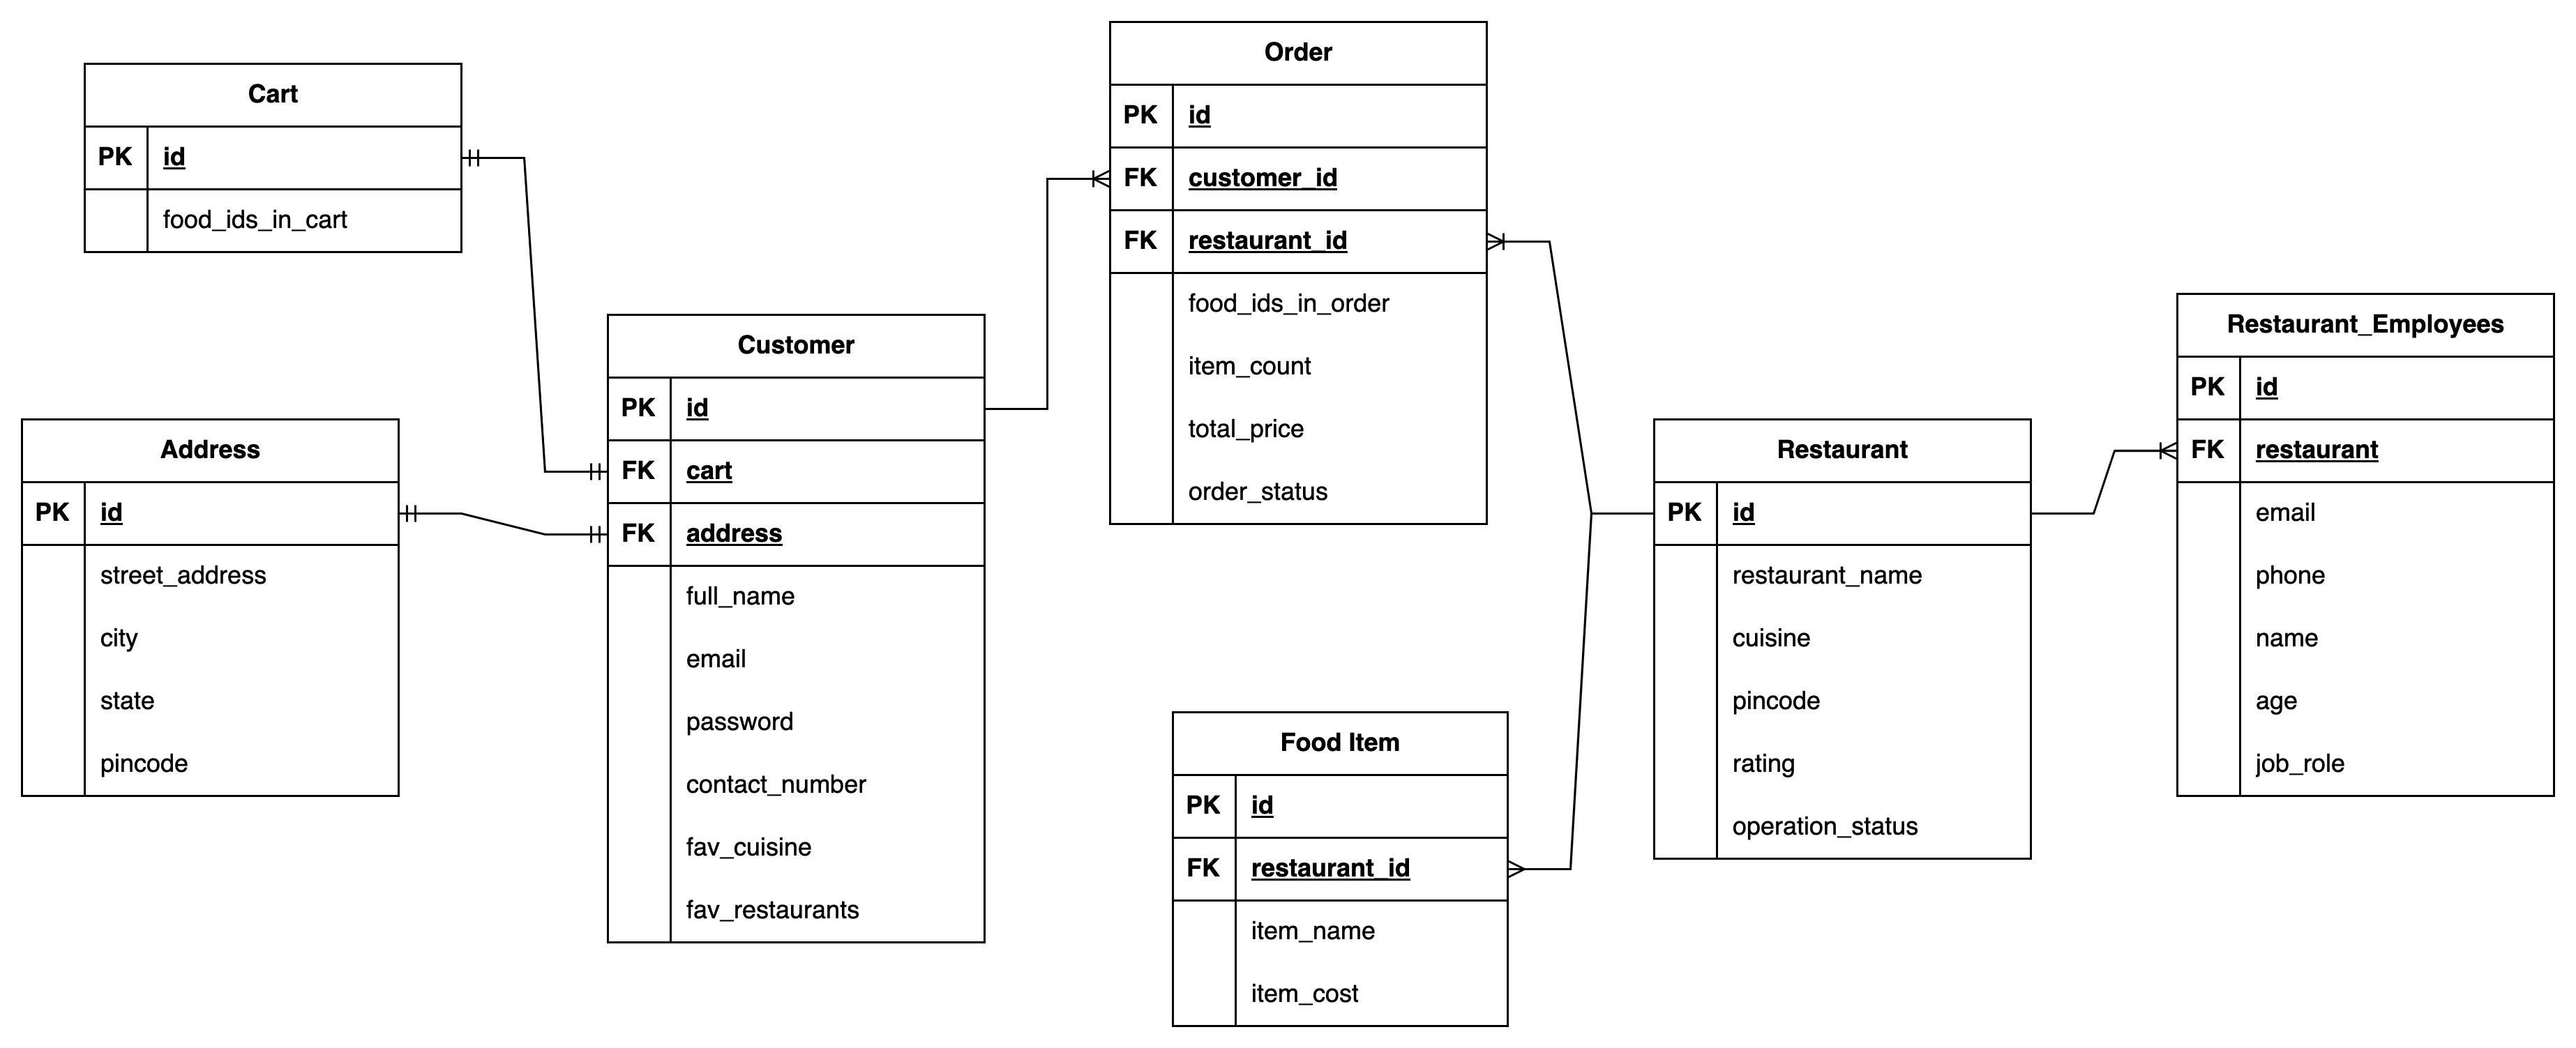 Cart
PK id
food_ids_in_cart
Address
PK id
street_address
city
state
pincode
Customer
PK id
FK cart
FK address
full_name
email
password
contact_number
fav_cuisine
fav_restaurants
Order
PK id
FK customer_id
FK restaurant_id
food_ids_in_order
item_count
total_price
order_status
Food Item
PK id
FK restaurant_id
item_name
item_cost
Restaurant
PK id
restaurant_name
cuisine
pincode
rating
operation_status
Restaurant_Employees
PK id
FK restaurant
email
phone
name
age
job_role